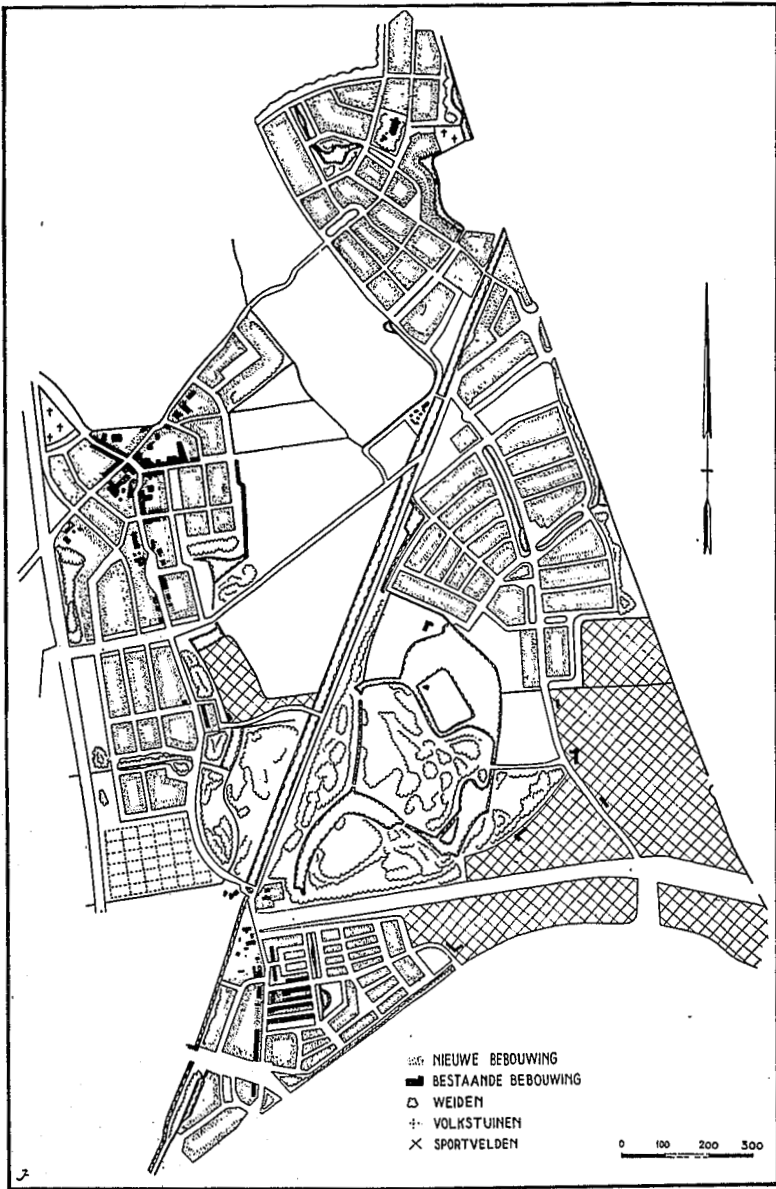 NIEUWE BEBOUWING
BESTAANDE BEBOUWING
WEIDEN
VOLKSTUINEN
SPORTVELDEN
0 100 200 300